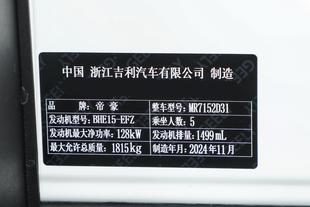 中国 浙江吉利汽车有限公司 制造
品 牌：帝豪 整车型号：MR7152D31
发动机型号：BHE15-EFZ 乘坐人数：5
发动机最大净功率：128kW 发动机排量：1499mL
最大允许总质量：1815kg 制造年月：2024年11月